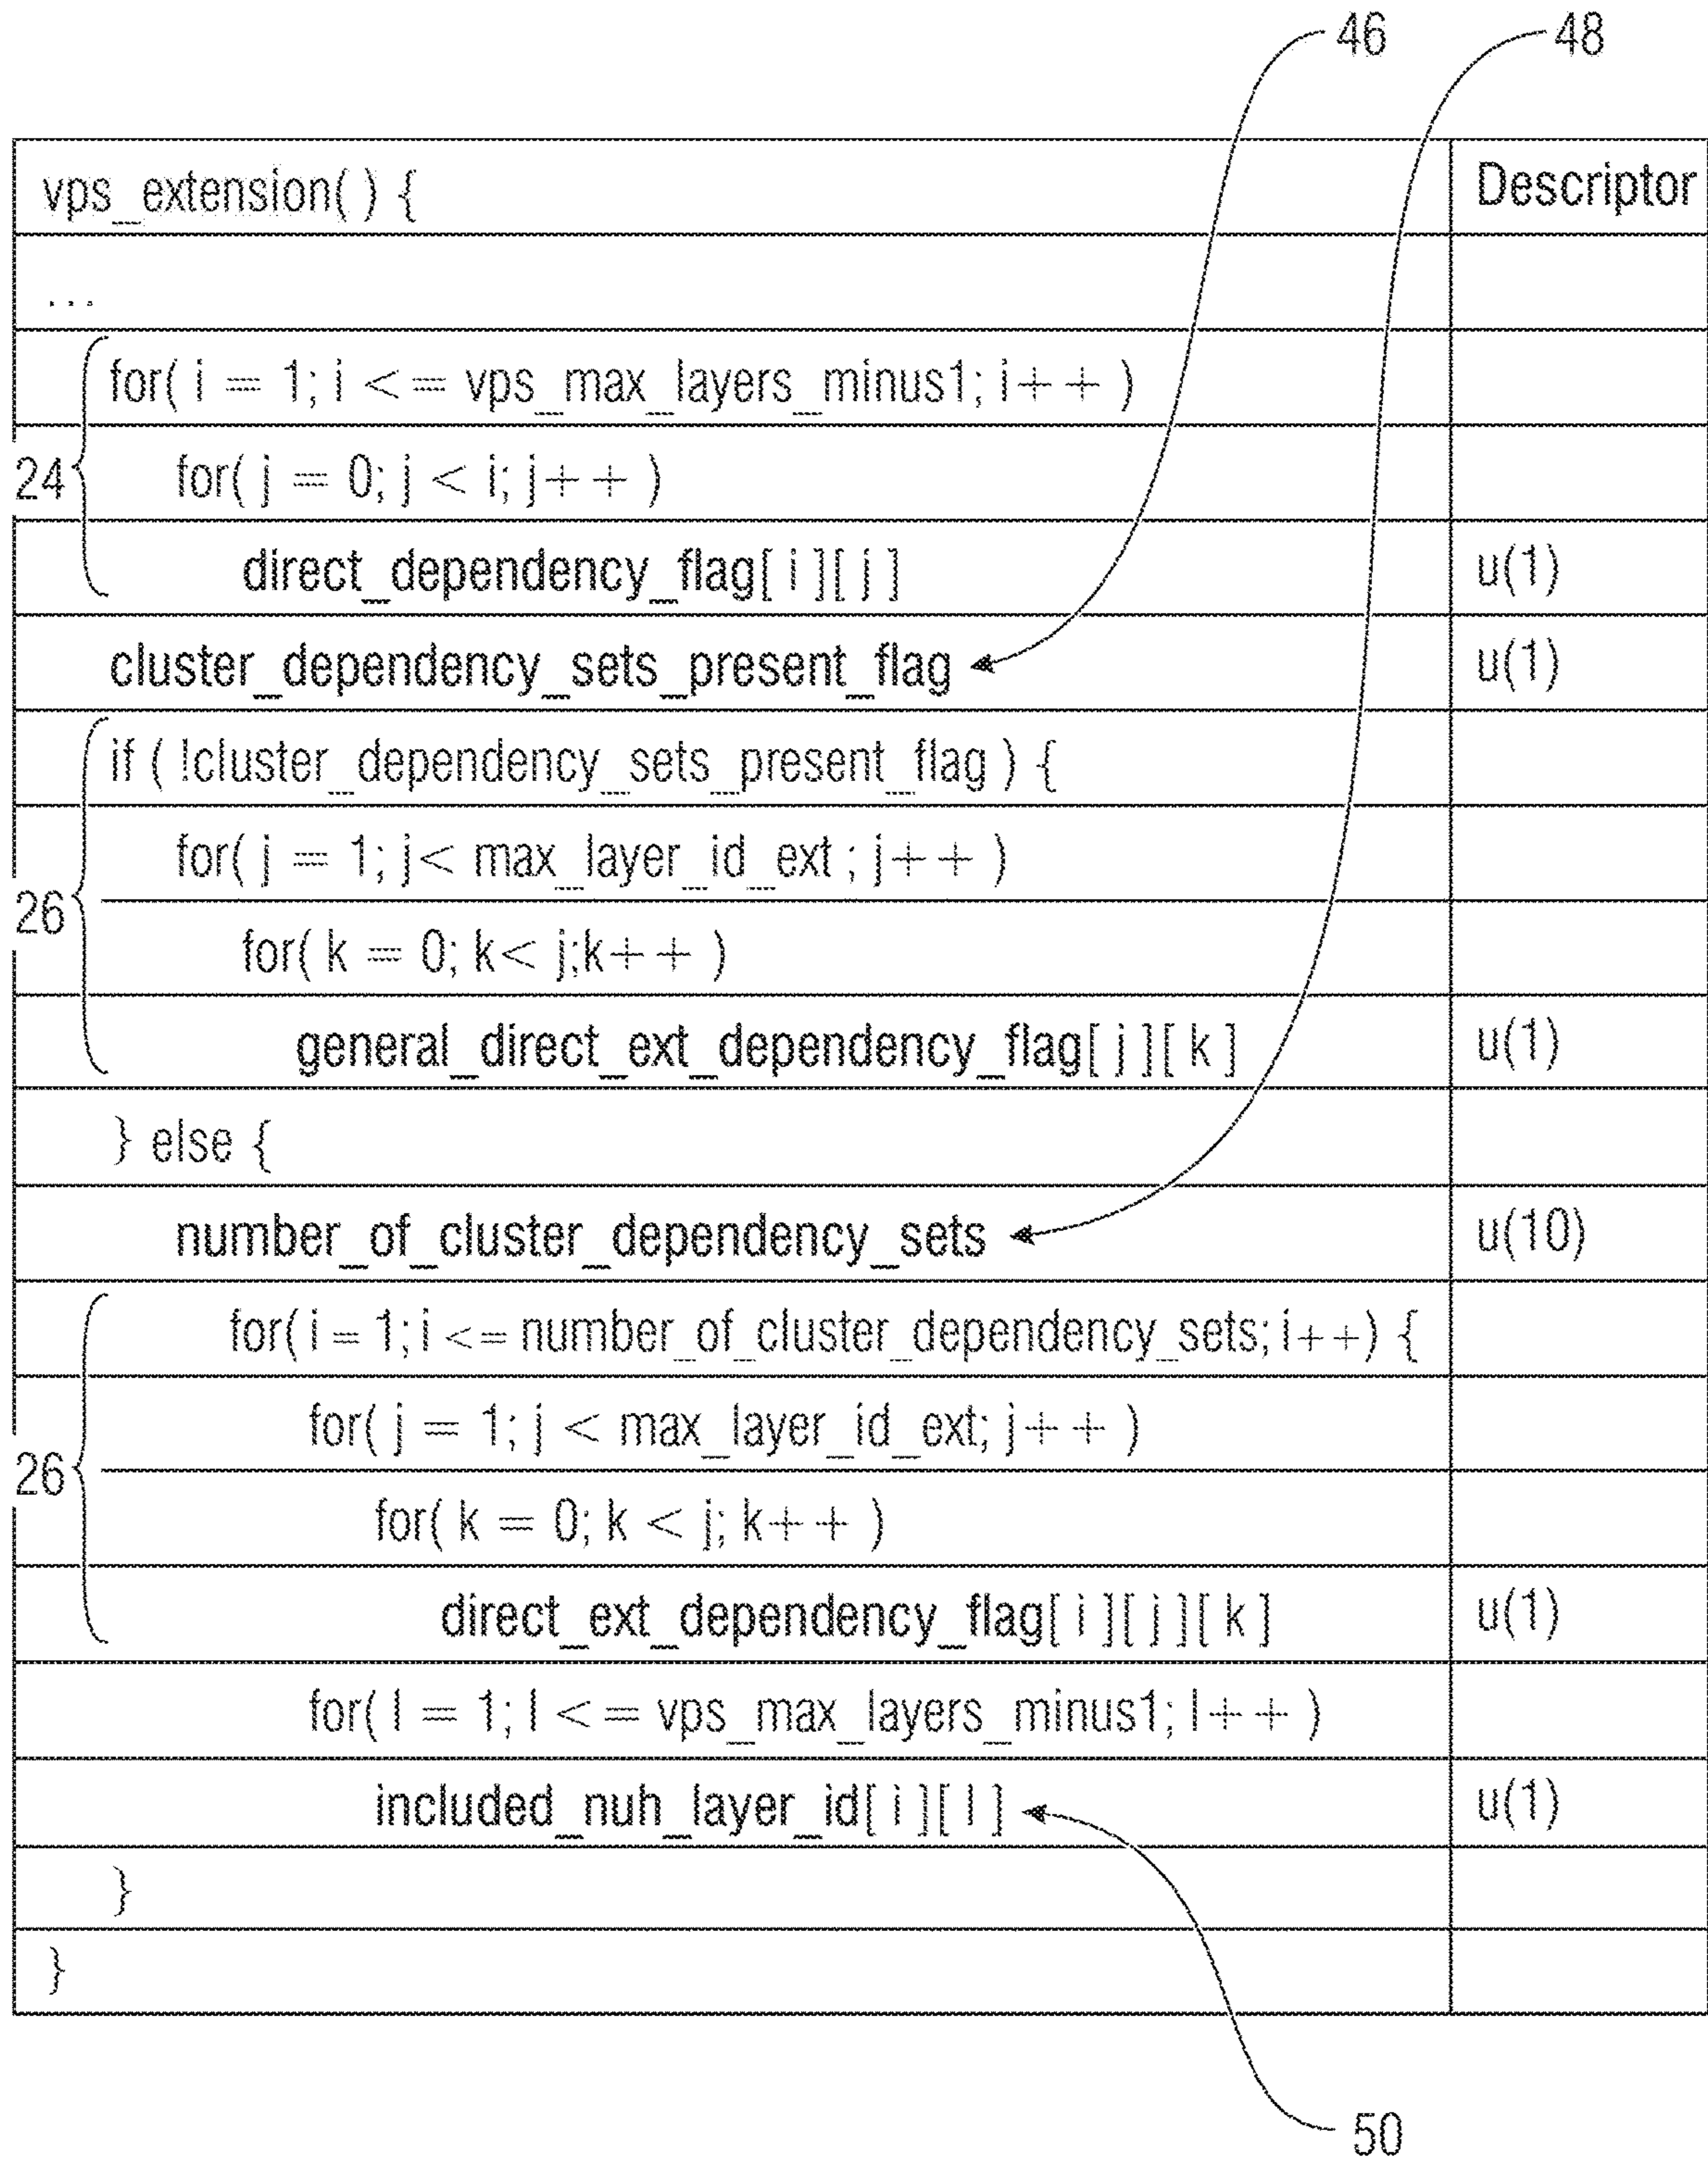 46 48
vps_extension( ) { Descriptor
...
for( i = 1; i <= vps_max_layers_minus1; i++ )
24 for( j = 0; j < i; j++ )
direct_dependency_flag[ i ][ j ] u(1)
cluster_dependency_sets_present_flag u(1)
if ( !cluster_dependency_sets_present_flag ) {
for( j = 1; j< max_layer_id_ext ; j++ )
26
for( k = 0; k< j;k++ )
general_direct_ext_dependency_flag[ j ][ k ] u(1)
} else {
number_of_cluster_dependency_sets u(10)
for( i = 1; i <= number_of_cluster_dependency_sets; i++) {
for( j = 1; j < max_layer_id_ext; j++ )
26
for( k = 0; k < j; k++ )
direct_ext_dependency_flag[ i ][ j ][ k ] u(1)
for( l = 1; l <= vps_max_layers_minus1; l++ )
included_nuh_layer_id[ i ][ l ] u(1)
}
}
50